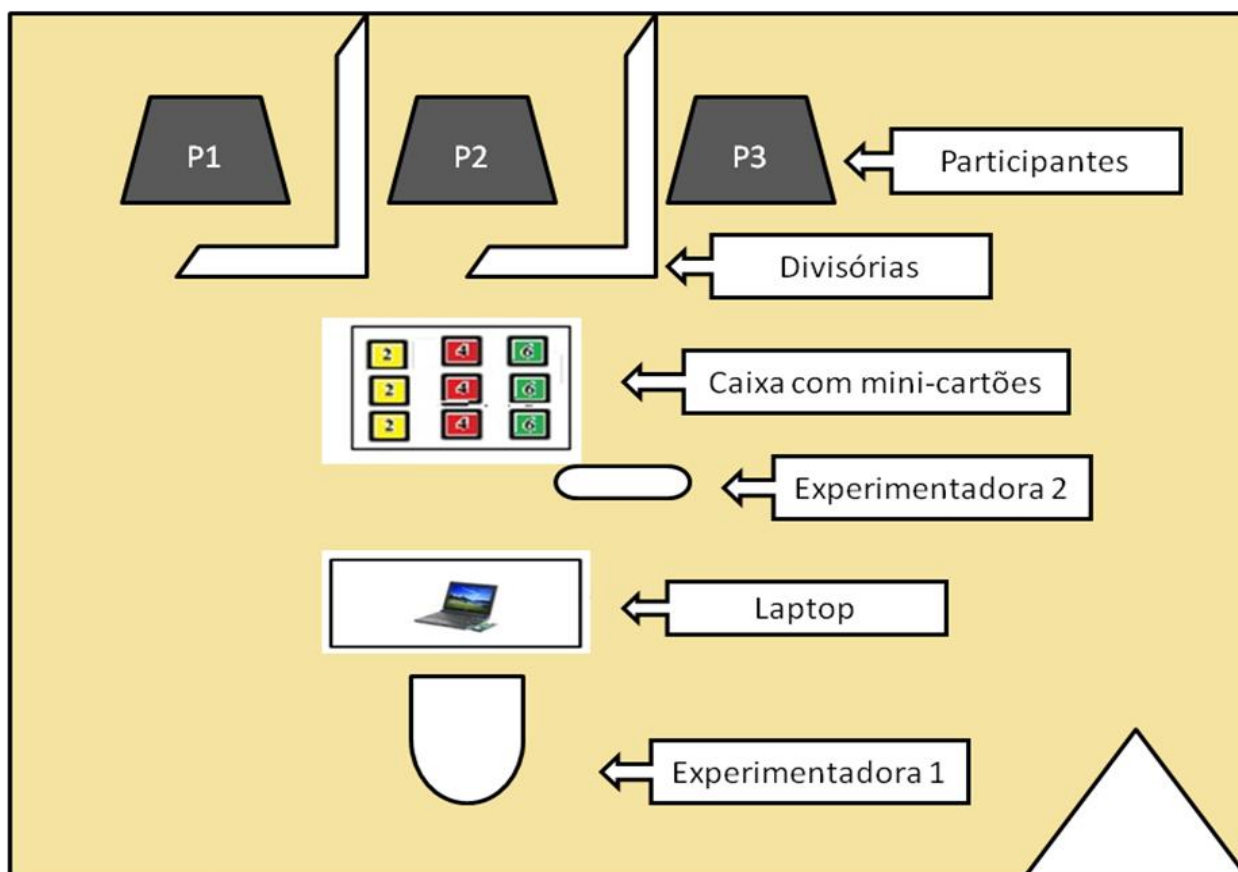 P1
P2
P3
Participantes
Divisórias
2 4 6
2 4 6
2 4 6
Caixa com mini-cartões
Experimentadora 2
Laptop
Experimentadora 1